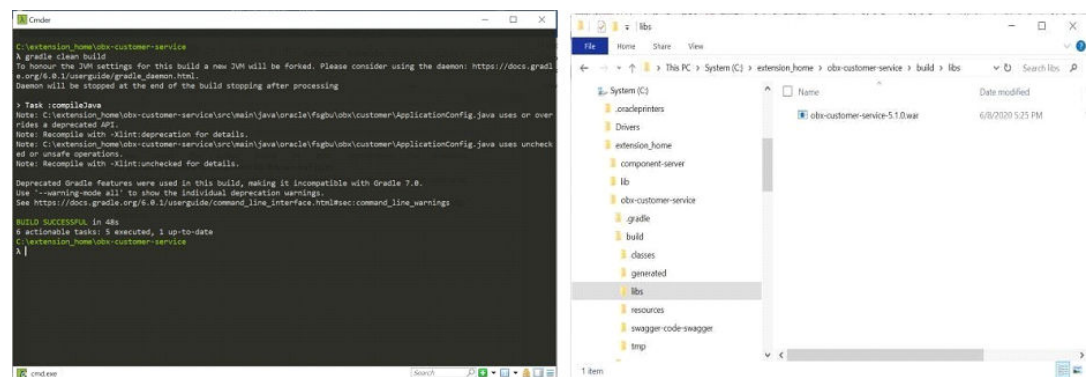 Cmder
C:\extension_home\obx-customer-service
λ gradle clean build
To honour the JVM settings for this build a new JVM will be forked. Please consider using the daemon: https://docs.gradl
e.org/6.0.1/userguide/gradle_daemon.html.
Daemon will be stopped at the end of the build stopping after processing
> Task :compileJava
Note: C:\extension_home\obx-customer-service\src\main\java\oracle\fsgbu\obx\customer\ApplicationConfig.java uses or over
rides a deprecated API.
Note: Recompile with -Xlint:deprecation for details.
Note: C:\extension_home\obx-customer-service\src\main\java\oracle\fsgbu\obx\customer\ApplicationConfig.java uses uncheck
ed or unsafe operations.
Note: Recompile with -Xlint:unchecked for details.
Deprecated Gradle features were used in this build, making it incompatible with Gradle 7.0.
Use '--warning-mode all' to show the individual deprecation warnings.
See https://docs.gradle.org/6.0.1/userguide/command_line_interface.html#sec:command_line_warnings
BUILD SUCCESSFUL in 48s
6 actionable tasks: 5 executed, 1 up-to-date
C:\extension_home\obx-customer-service
λ
cmd.exe
Search
libs
File Home Share View
This PC > System (C:) > extension_home > obx-customer-service > build > libs
Search libs
System (C:)
.oracleprinters
Drivers
extension_home
component-server
lib
obx-customer-service
.gradle
build
classes
generated
libs
resources
swagger-code-swagger
tmp
Name Date modified
obx-customer-service-5.1.0.war 6/8/2020 5:25 PM
1 item